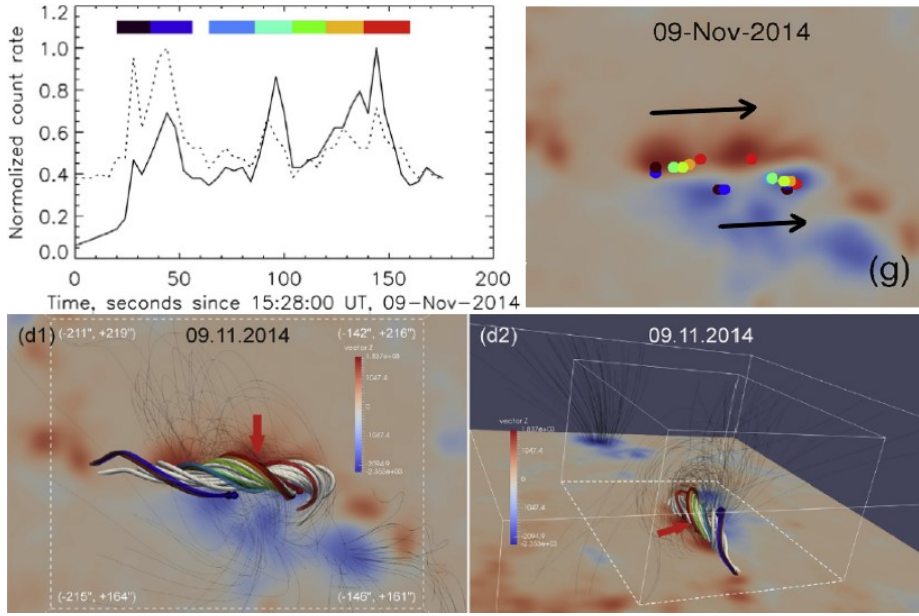 1.2
1.0
0.8
0.6
0.4
0.2
0.0
Normalized count rate
0 50 100 150 200
Time, seconds since 15:28:00 UT, 09-Nov-2014
09-Nov-2014
(g)
(d1) (-211", +219") 09.11.2014 (-142", +216")
vector Z
1047.4
0
(-215", +164") (-146", +161")
(d2) 09.11.2014
vector Z
1047.4
0
-2094.9